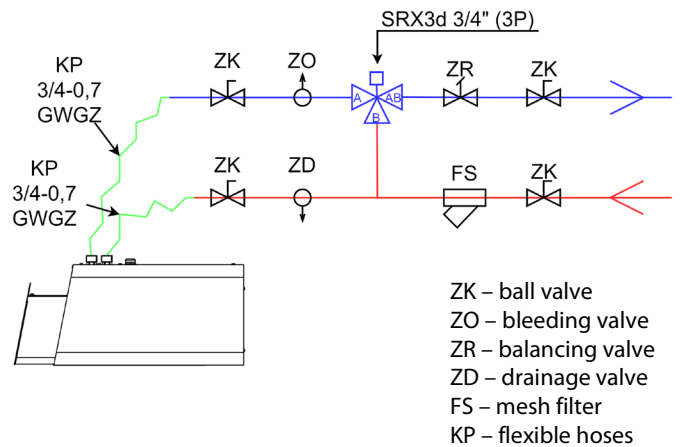 SRX3d 3/4" (3P)
KP
3/4-0,7
GWGZ
ZK
ZO
ZR
ZK
A
AB
B
KP
3/4-0,7
GWGZ
ZK
ZD
FS
ZK
ZK – ball valve
ZO – bleeding valve
ZR – balancing valve
ZD – drainage valve
FS – mesh filter
KP – flexible hoses